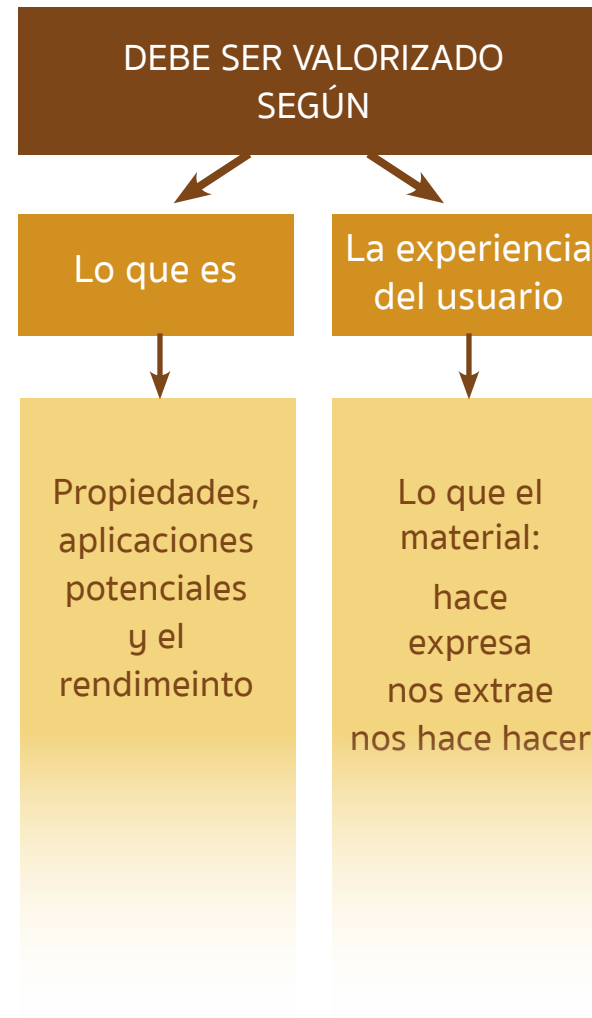 DEBE SER VALORIZADO
SEGÚN
Lo que es
La experiencia
del usuario
Propiedades,
aplicaciones
potenciales
y el
rendimeinto
Lo que el
material:
hace
expresa
nos extrae
nos hace hacer